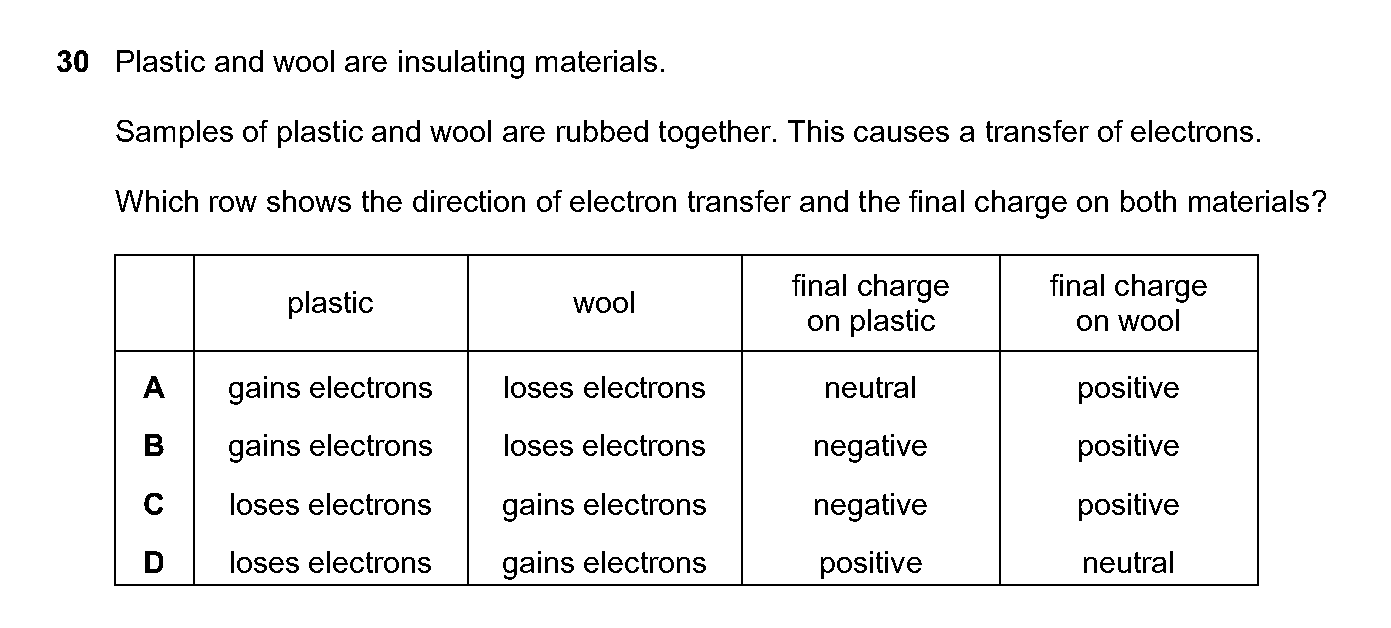 30 Plastic and wool are insulating materials.
Samples of plastic and wool are rubbed together. This causes a transfer of electrons.
Which row shows the direction of electron transfer and the final charge on both materials?
plastic wool final charge on plastic final charge on wool
A gains electrons loses electrons neutral positive
B gains electrons loses electrons negative positive
C loses electrons gains electrons negative positive
D loses electrons gains electrons positive neutral